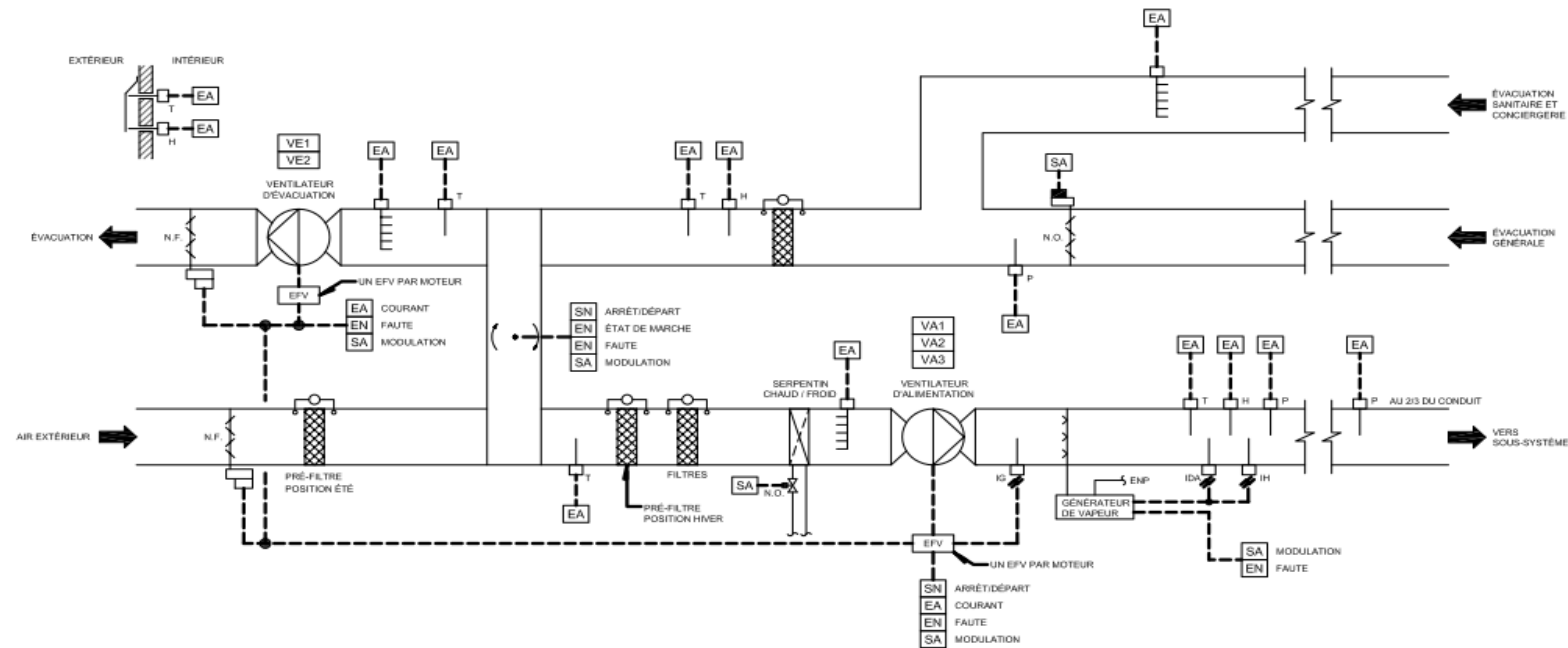 EA
EXTÉRIEUR
INTÉRIEUR
EA
T
EA
H
VE1
VE2
VENTILATEUR
D'ÉVACUATION
EA
EA
T
EA
T
EA
H
SA
ÉVACUATION
SANITAIRE ET
CONCIERGERIE
ÉVACUATION
N.F.
N.O.
ÉVACUATION
GÉNÉRALE
P
EA
EFV
UN EFV PAR MOTEUR
EA COURANT
EN FAUTE
SA MODULATION
SN ARRÊT/DÉPART
EN ÉTAT DE MARCHE
EN FAUTE
SA MODULATION
VA1
VA2
VA3
VENTILATEUR
D'ALIMENTATION
SERPENTIN
CHAUD / FROID
EA
EA
T
EA
H
EA
P
EA
P
AU 2/3 DU CONDUIT
AIR EXTÉRIEUR
N.F.
PRÉ-FILTRE
POSITION ÉTÉ
T
EA
PRÉ-FILTRE
POSITION HIVER
FILTRES
SA
N.O.
IG
ENP
GÉNÉRATEUR
DE VAPEUR
IDA
IH
VERS
SOUS-SYSTÈME
EFV
UN EFV PAR MOTEUR
SA MODULATION
EN FAUTE
SN ARRÊT/DÉPART
EA COURANT
EN FAUTE
SA MODULATION